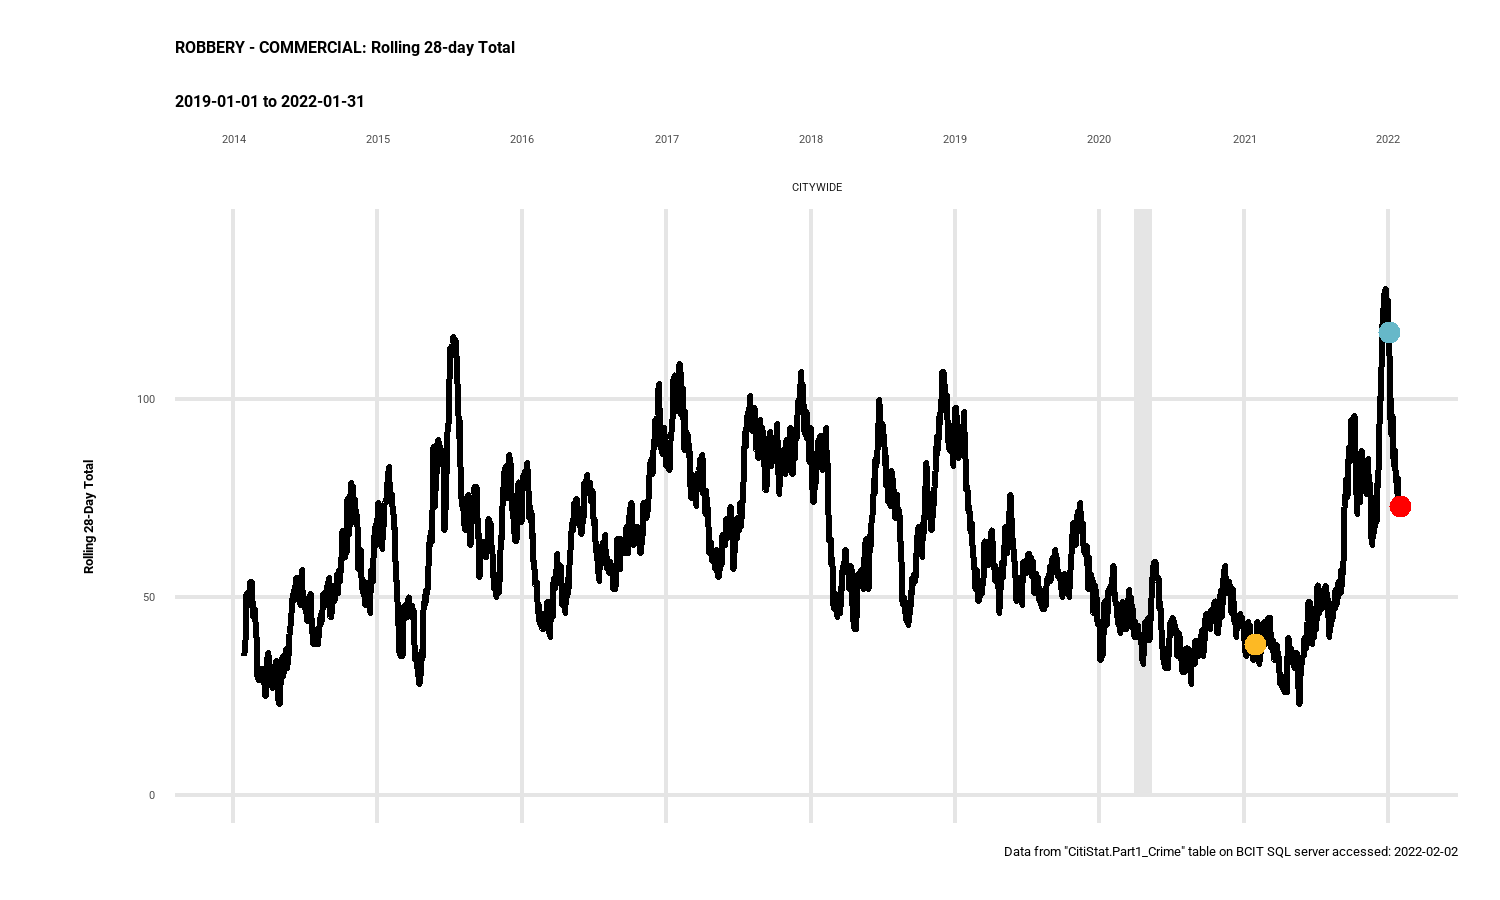 ROBBERY - COMMERCIAL: Rolling 28-day Total
2019-01-01 to 2022-01-31
2014 2015 2016 2017 2018 2019 2020 2021 2022
CITYWIDE
100
50
0
Rolling 28-Day Total
Data from "CitiStat.Part1_Crime" table on BCIT SQL server accessed: 2022-02-02